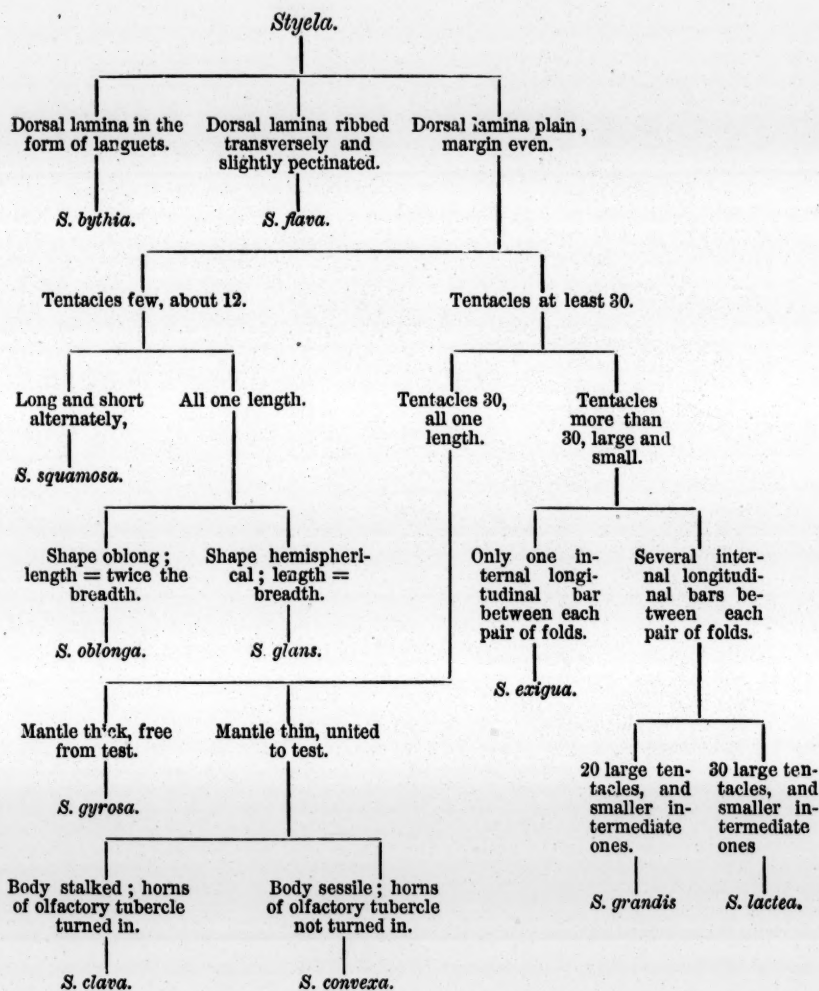 Styela.
Dorsal lamina in the
form of languets.
Dorsal lamina ribbed
transversely and
slightly pectinated.
Dorsal lamina plain,
margin even.
S. bythia.
S. flava.
Tentacles few, about 12.
Tentacles at least 30.
Long and short
alternately,
All one length.
Tentacles 30,
all one
length.
Tentacles
more than
30, large and
small.
S. squamosa.
Shape oblong;
length = twice the
breadth.
Shape hemispheri-
cal; length =
breadth.
Only one in-
ternal longi-
tudinal bar
between each
pair of folds.
Several inter-
nal longitudi-
nal bars be-
tween each
pair of folds.
S. oblonga.
S. glans.
S. exigua.
Mantle thick, free
from test.
Mantle thin, united
to test.
20 large ten-
tacles, and
smaller in-
termediate
ones.
30 large ten-
tacles, and
smaller in-
termediate
ones
S. gyrosa.
Body stalked; horns
of olfactory tubercle
turned in.
Body sessile; horns
of olfactory tubercle
not turned in.
S. grandis
S. lactea.
S. clava.
S. convexa.